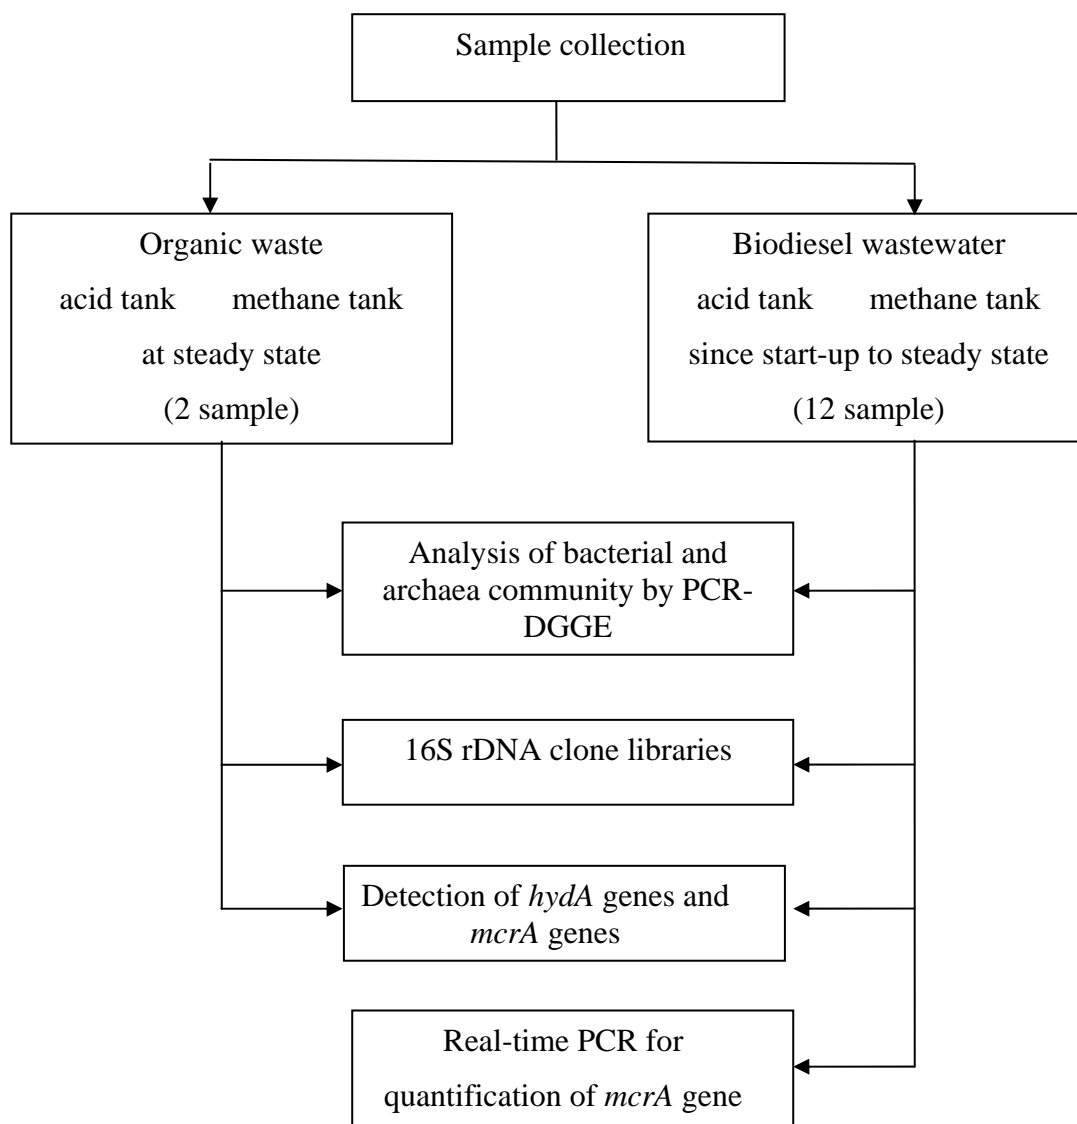 Sample collection
Organic waste
acid tank methane tank
at steady state
(2 sample)
Biodiesel wastewater
acid tank methane tank
since start-up to steady state
(12 sample)
Analysis of bacterial and
archaea community by PCR-
DGGE
16S rDNA clone libraries
Detection of hydA genes and
mcrA genes
Real-time PCR for
quantification of mcrA gene